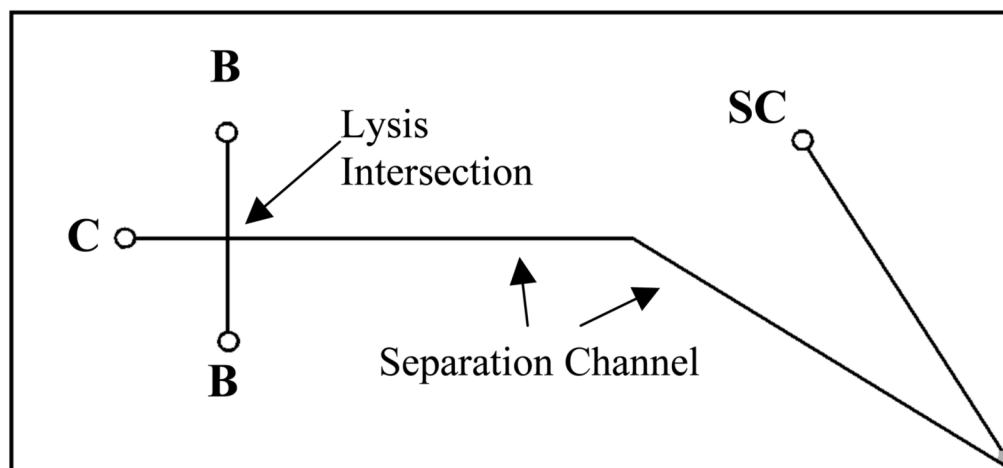 B
SC
Lysis
Intersection
C
Separation Channel
B